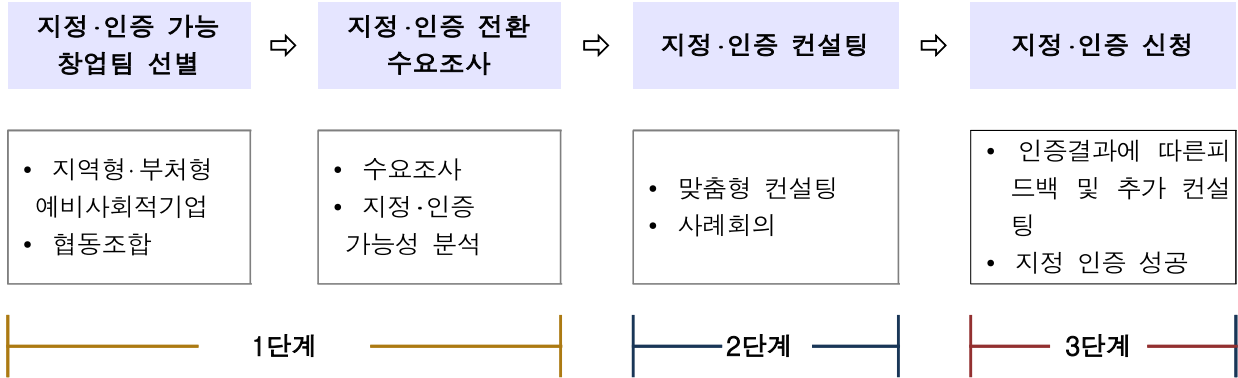 지정·인증 가능
창업팀 선별
⇨
지정·인증 전환
수요조사
⇨
지정·인증 컨설팅
⇨
지정·인증 신청
• 지역형·부처형
예비사회적기업
• 협동조합
• 수요조사
• 지정·인증
가능성 분석
• 맞춤형 컨설팅
• 사례회의
• 인증결과에 따른피
드백 및 추가 컨설
팅
• 지정 인증 성공
1단계
2단계
3단계